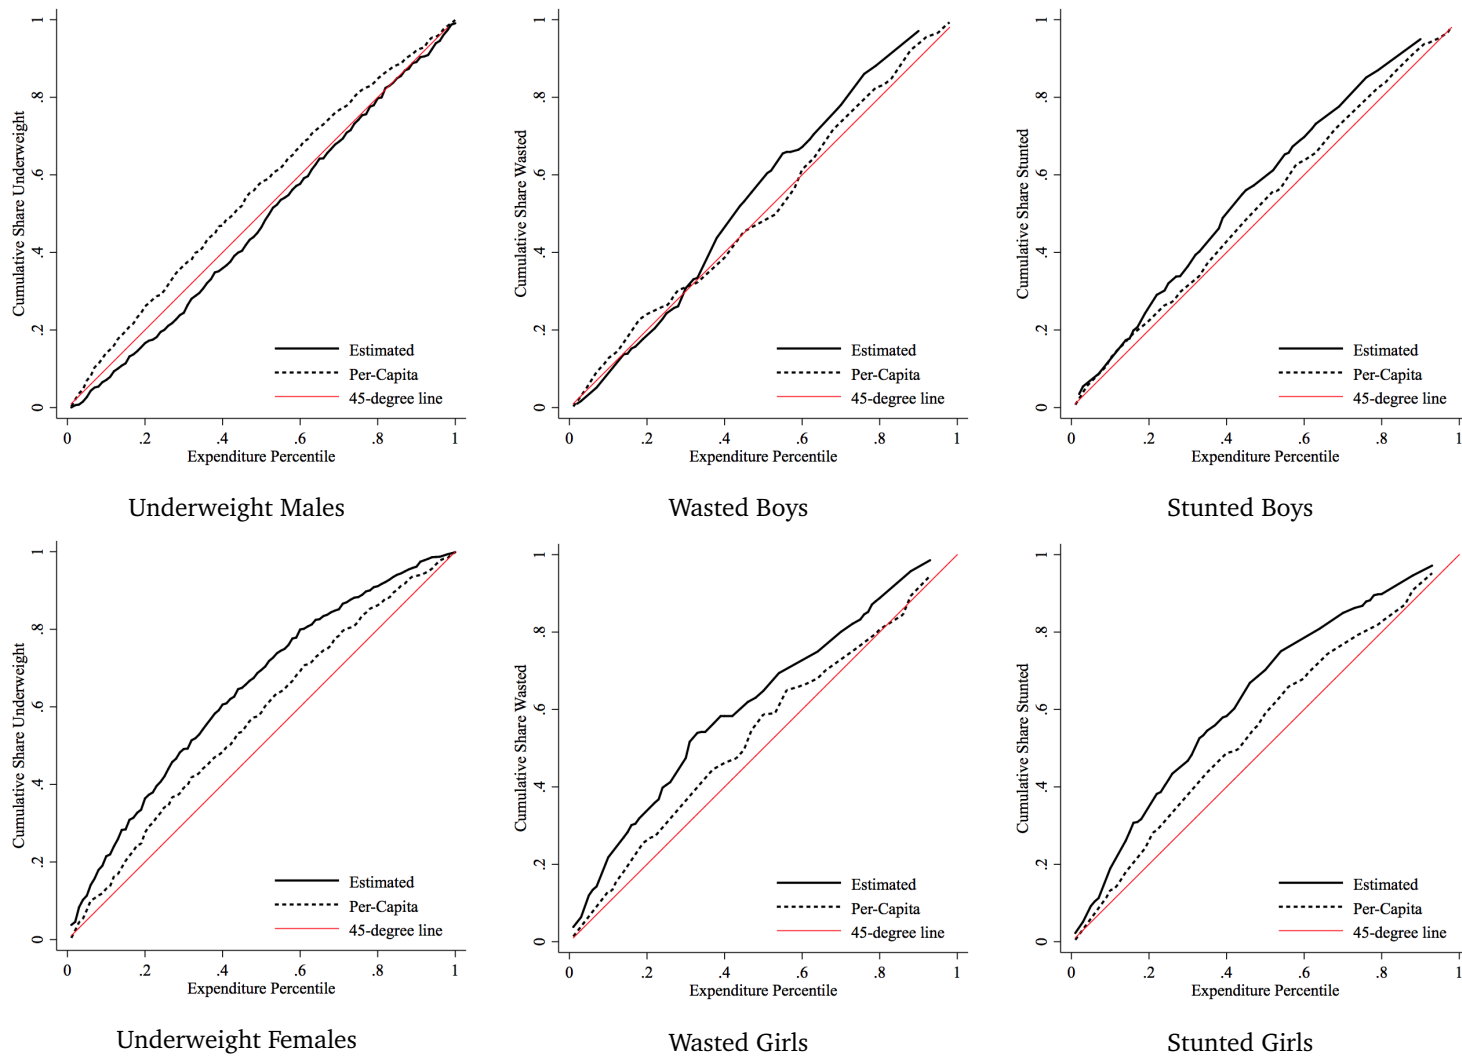 Cumulative Share Underweight
0 .2 .4 .6 .8 1
Estimated
Per-Capita
45-degree line
0 .2 .4 .6 .8 1
Expenditure Percentile
Underweight Males
Cumulative Share Wasted
0 .2 .4 .6 .8 1
Estimated
Per-Capita
45-degree line
0 .2 .4 .6 .8 1
Expenditure Percentile
Wasted Boys
Cumulative Share Stunted
0 .2 .4 .6 .8 1
Estimated
Per-Capita
45-degree line
0 .2 .4 .6 .8 1
Expenditure Percentile
Stunted Boys
Cumulative Share Underweight
0 .2 .4 .6 .8 1
Estimated
Per-Capita
45-degree line
0 .2 .4 .6 .8 1
Expenditure Percentile
Underweight Females
Cumulative Share Wasted
0 .2 .4 .6 .8 1
Estimated
Per-Capita
45-degree line
0 .2 .4 .6 .8 1
Expenditure Percentile
Wasted Girls
Cumulative Share Stunted
0 .2 .4 .6 .8 1
Estimated
Per-Capita
45-degree line
0 .2 .4 .6 .8 1
Expenditure Percentile
Stunted Girls